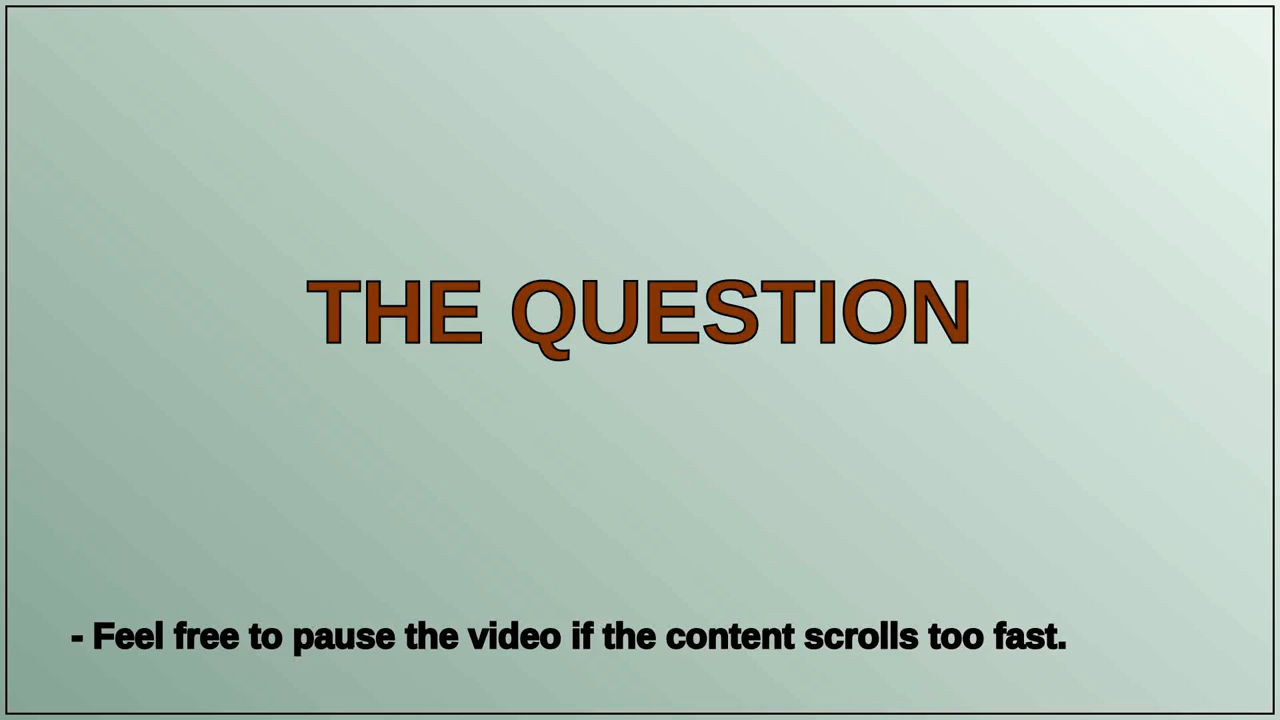 THE QUESTION
- Feel free to pause the video if the content scrolls too fast.